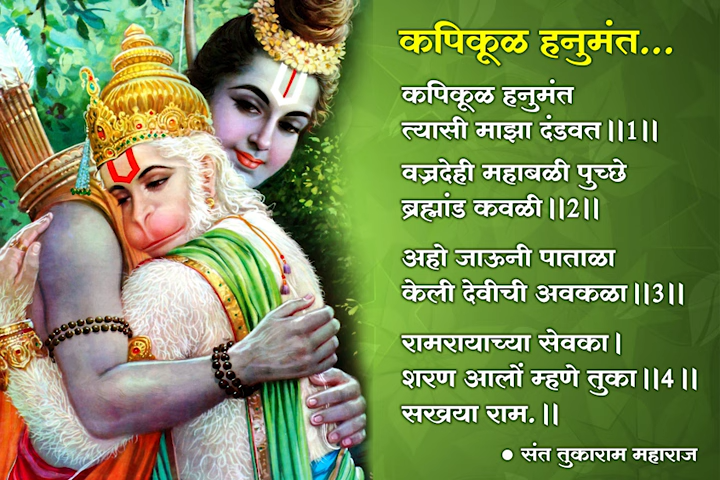 कपिकूळ हनुमंत...
कपिकूळ हनुमंत
त्यासी माझा दंडवत।।1।।
वज्रदेही महाबळी पुच्छे
ब्रह्मांड कवळी।।2।।
अहो जाऊनी पाताळा
केली देवीची अवकळा।।3।।
रामरायाच्या सेवका।
शरण आलों म्हणे तुका।।4।।
सखया राम.।।
• संत तुकाराम महाराज